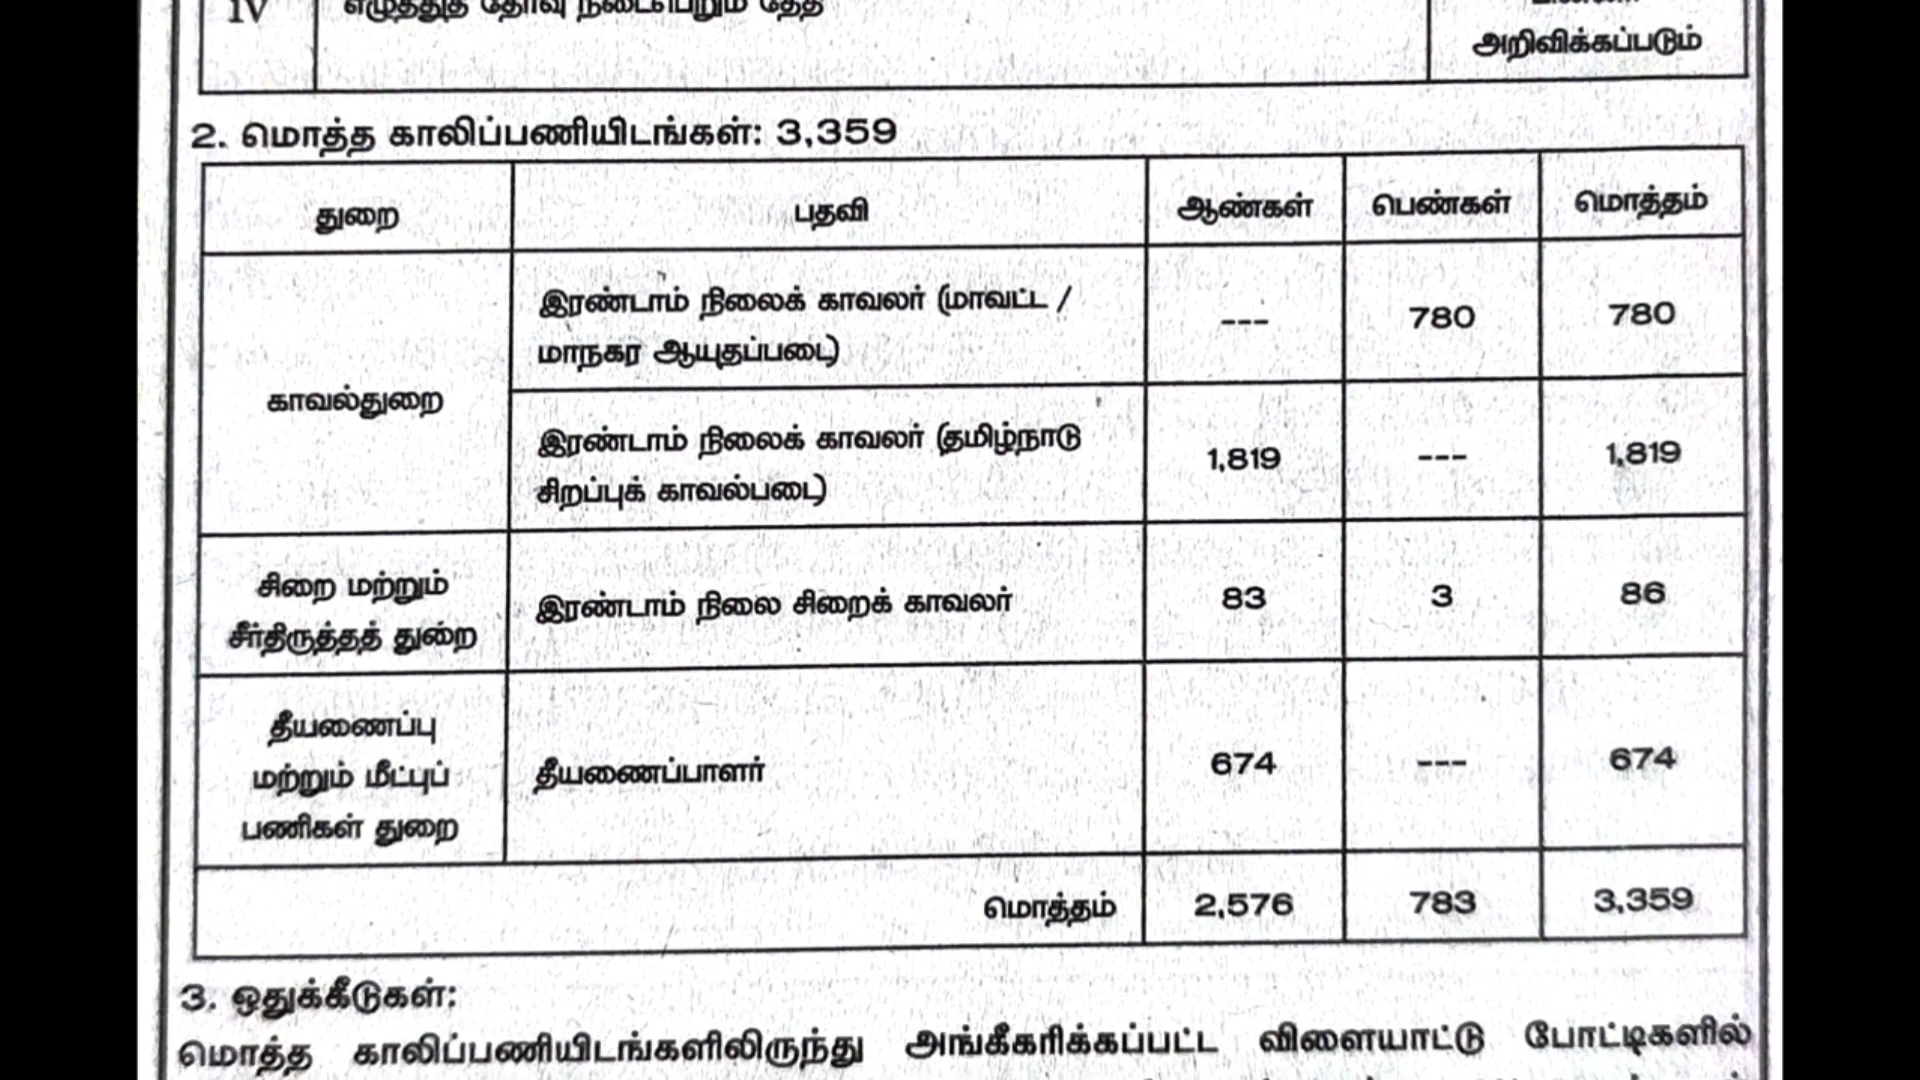 IV எழுத்துத் தேர்வு நடைபெறும் தேதி
அறிவிக்கப்படும்
2. மொத்த காலிப்பணியிடங்கள்: 3,359
துறை பதவி ஆண்கள் பெண்கள் மொத்தம்
காவல்துறை
இரண்டாம் நிலைக் காவலர் (மாவட்ட /
மாநகர ஆயுதப்படை)
--- 780 780
இரண்டாம் நிலைக் காவலர் (தமிழ்நாடு
சிறப்புக் காவல்படை)
1,819 --- 1,819
சிறை மற்றும்
சீர்திருத்தத் துறை
இரண்டாம் நிலை சிறைக் காவலர் 83 3 86
தீயணைப்பு
மற்றும் மீட்புப்
பணிகள் துறை
தீயணைப்பாளர் 674 --- 674
மொத்தம் 2,576 783 3,359
3. ஒதுக்கீடுகள்:
மொத்த காலிப்பணியிடங்களிலிருந்து அங்கீகரிக்கப்பட்ட விளையாட்டு போட்டிகளில்